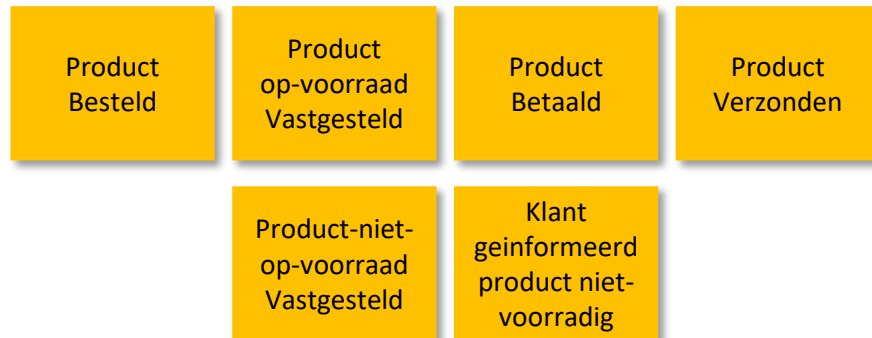 Product
Besteld
Product
op-voorraad
Vastgesteld
Product
Betaald
Product
Verzonden
Product-niet-
op-voorraad
Vastgesteld
Klant
geinformeerd
product niet-
voorradig